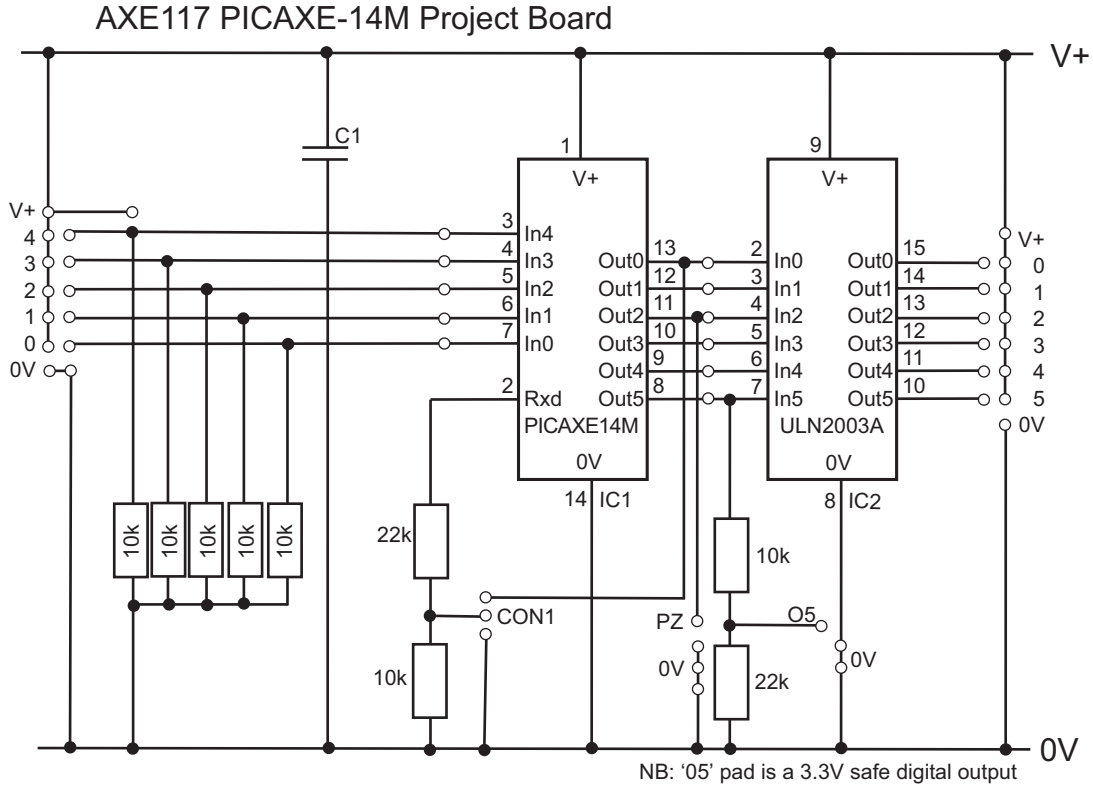 AXE117 PICAXE-14M Project Board
V+
C1
1
9
V+
V+
V+
4
3
2
1
0
0V
3
4
5
6
7
2
In4
In3
In2
In1
In0
Rxd
Out0
Out1
Out2
Out3
Out4
Out5
PICAXE14M
0V
14 IC1
13
12
11
10
9
8
2
3
4
5
6
7
In0
In1
In2
In3
In4
In5
Out0
Out1
Out2
Out3
Out4
Out5
ULN2003A
0V
8 IC2
15
14
13
12
11
10
V+
0
1
2
3
4
5
0V
10k
10k
10k
10k
10k
22k
CON1
10k
PZ
0V
10k
O5
0V
22k
0V
NB: '05' pad is a 3.3V safe digital output